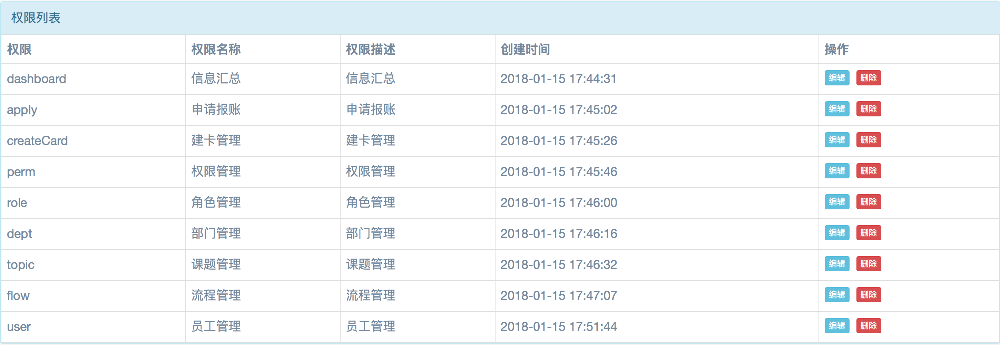 权限列表
权限 权限名称 权限描述 创建时间 操作
dashboard 信息汇总 信息汇总 2018-01-15 17:44:31 编辑 删除
apply 申请报账 申请报账 2018-01-15 17:45:02 编辑 删除
createCard 建卡管理 建卡管理 2018-01-15 17:45:26 编辑 删除
perm 权限管理 权限管理 2018-01-15 17:45:46 编辑 删除
role 角色管理 角色管理 2018-01-15 17:46:00 编辑 删除
dept 部门管理 部门管理 2018-01-15 17:46:16 编辑 删除
topic 课题管理 课题管理 2018-01-15 17:46:32 编辑 删除
flow 流程管理 流程管理 2018-01-15 17:47:07 编辑 删除
user 员工管理 员工管理 2018-01-15 17:51:44 编辑 删除